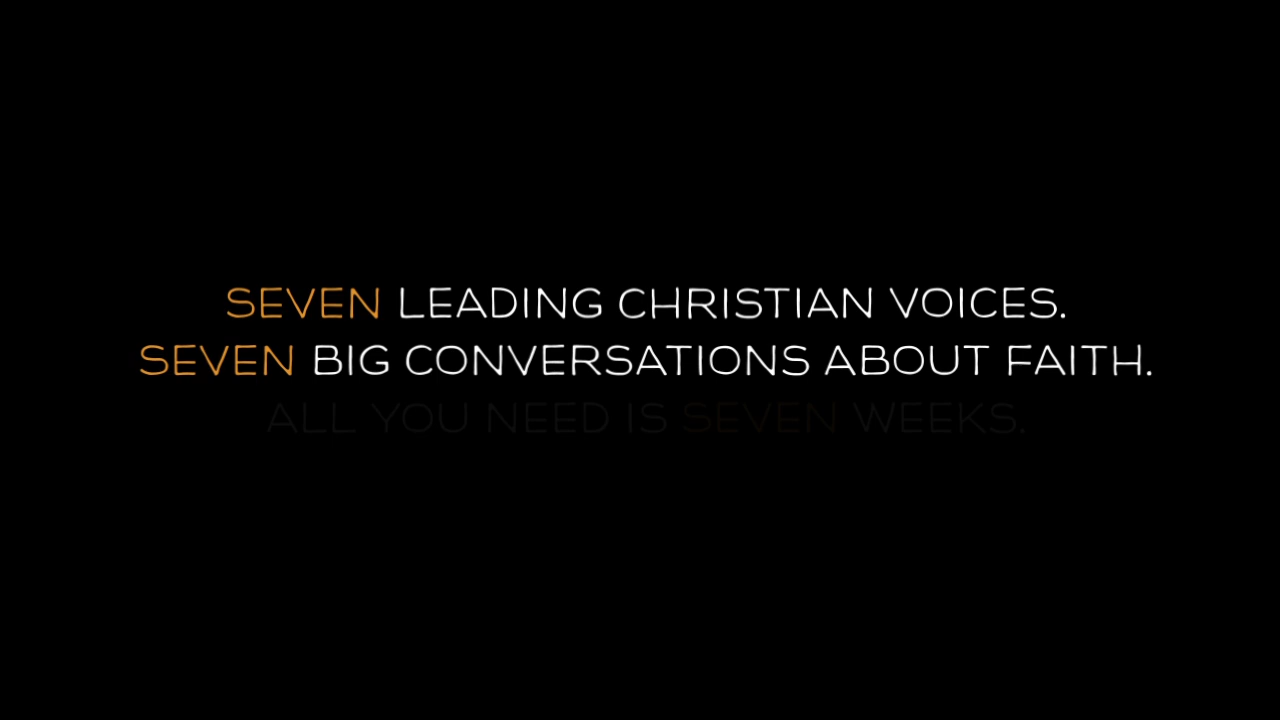 SEVEN LEADING CHRISTIAN VOICES.
SEVEN BIG CONVERSATIONS ABOUT FAITH.
ALL YOU NEED IS SEVEN WEEKS.